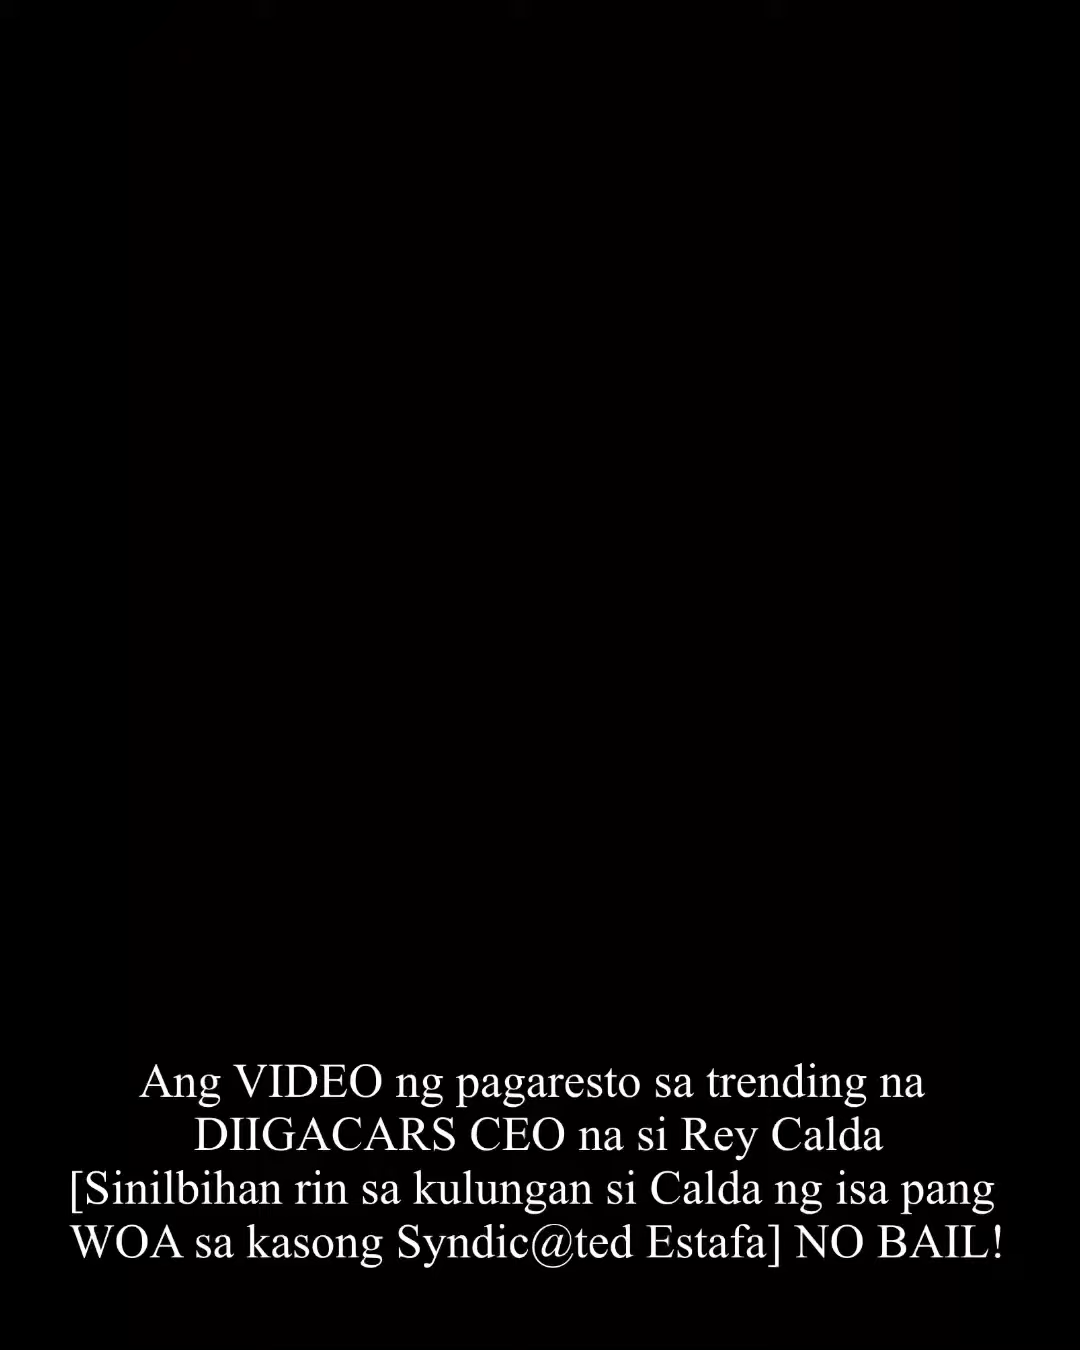 Ang VIDEO ng pagaresto sa trending na
DIIGACARS CEO na si Rey Calda
[Sinilbihan rin sa kulungan si Calda ng isa pang
WOA sa kasong Syndic@ted Estafa] NO BAIL!